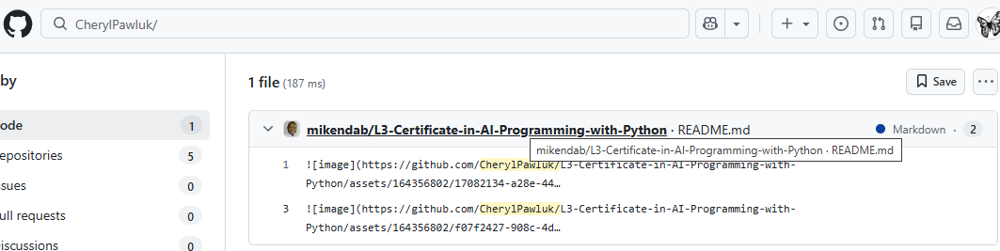 CherylPawluk/
by
1 file (187 ms)
Save
ode 1
mikendab/L3-Certificate-in-AI-Programming-with-Python · README.md
Markdown · 2
mikendab/L3-Certificate-in-AI-Programming-with-Python · README.md
epositories 5
1 ![image](https://github.com/CherylPawluk/L3-Certificate-in-AI-Programming-with-
Python/assets/164356802/17082134-a28e-44…
sues 0
3 ![image](https://github.com/CherylPawluk/L3-Certificate-in-AI-Programming-with-
Python/assets/164356802/f07f2427-908c-4d…
ull requests 0
iscussions 0